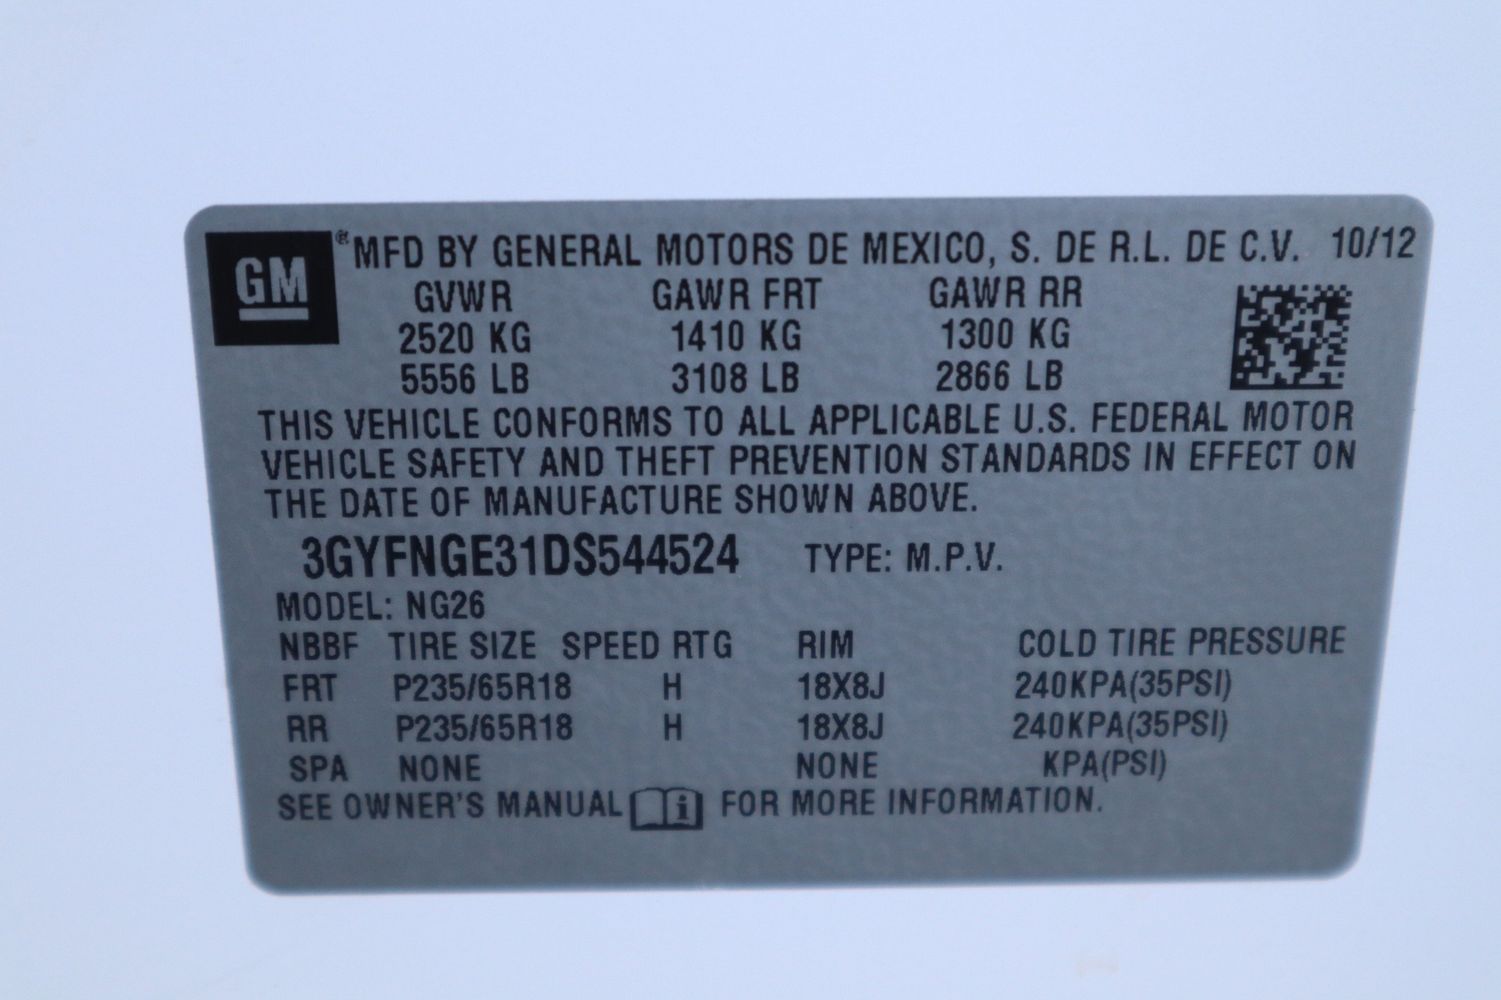 GM ® MFD BY GENERAL MOTORS DE MEXICO, S. DE R.L. DE C.V. 10/12
GVWR GAWR FRT GAWR RR
2520 KG 1410 KG 1300 KG
5556 LB 3108 LB 2866 LB
THIS VEHICLE CONFORMS TO ALL APPLICABLE U.S. FEDERAL MOTOR
VEHICLE SAFETY AND THEFT PREVENTION STANDARDS IN EFFECT ON
THE DATE OF MANUFACTURE SHOWN ABOVE.
3GYFNGE31DS544524 TYPE: M.P.V.
MODEL: NG26
NBBF TIRE SIZE SPEED RTG RIM COLD TIRE PRESSURE
FRT P235/65R18 H 18X8J 240KPA(35PSI)
RR P235/65R18 H 18X8J 240KPA(35PSI)
SPA NONE NONE KPA(PSI)
SEE OWNER'S MANUAL i FOR MORE INFORMATION.